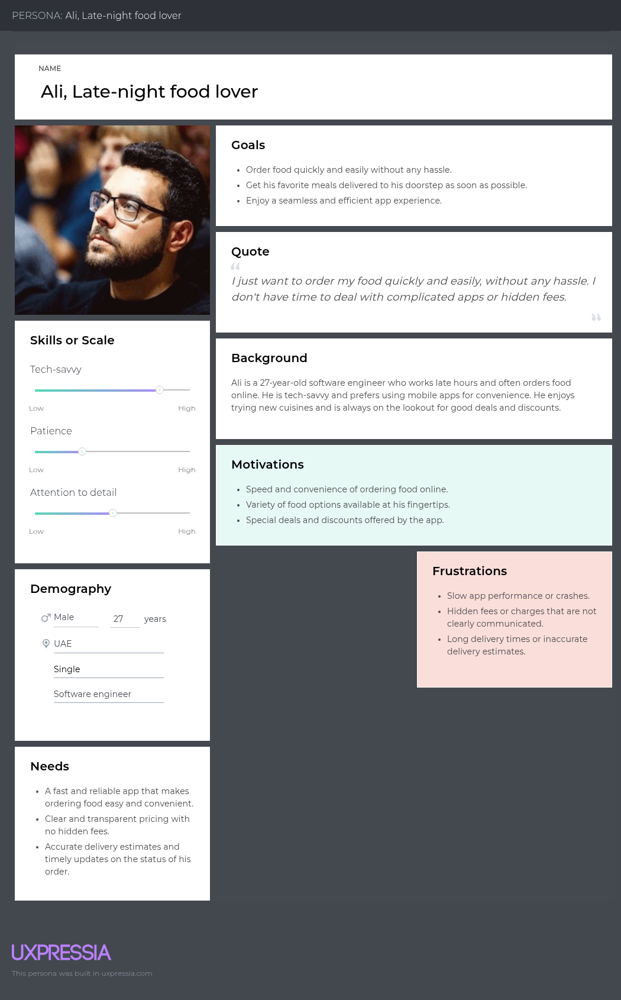 PERSONA: Ali, Late-night food lover
NAME
Ali, Late-night food lover
Goals
• Order food quickly and easily without any hassle.
• Get his favorite meals delivered to his doorstep as soon as possible.
• Enjoy a seamless and efficient app experience.
Quote
“
I just want to order my food quickly and easily, without any hassle. I
don't have time to deal with complicated apps or hidden fees.
”
Skills or Scale
Tech-savvy
Low High
Patience
Low High
Attention to detail
Low High
Background
Ali is a 27-year-old software engineer who works late hours and often orders food
online. He is tech-savvy and prefers using mobile apps for convenience. He enjoys
trying new cuisines and is always on the lookout for good deals and discounts.
Motivations
• Speed and convenience of ordering food online.
• Variety of food options available at his fingertips.
• Special deals and discounts offered by the app.
Frustrations
• Slow app performance or crashes.
• Hidden fees or charges that are not
clearly communicated.
• Long delivery times or inaccurate
delivery estimates.
Demography
Male 27 years
UAE
Single
Software engineer
Needs
• A fast and reliable app that makes
ordering food easy and convenient.
• Clear and transparent pricing with
no hidden fees.
• Accurate delivery estimates and
timely updates on the status of his
order.
UXPRESSIA
This persona was built in uxpressia.com